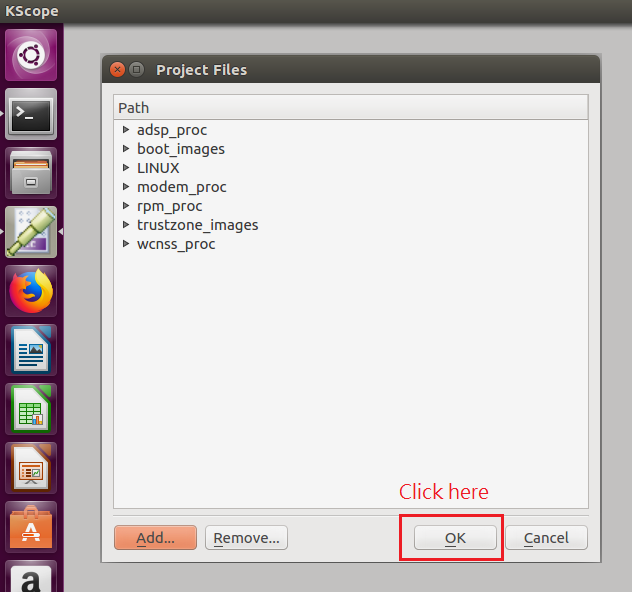 KScope
Project Files
Path
adsp_proc
boot_images
LINUX
modem_proc
rpm_proc
trustzone_images
wcnss_proc
Click here
Add... Remove... OK Cancel